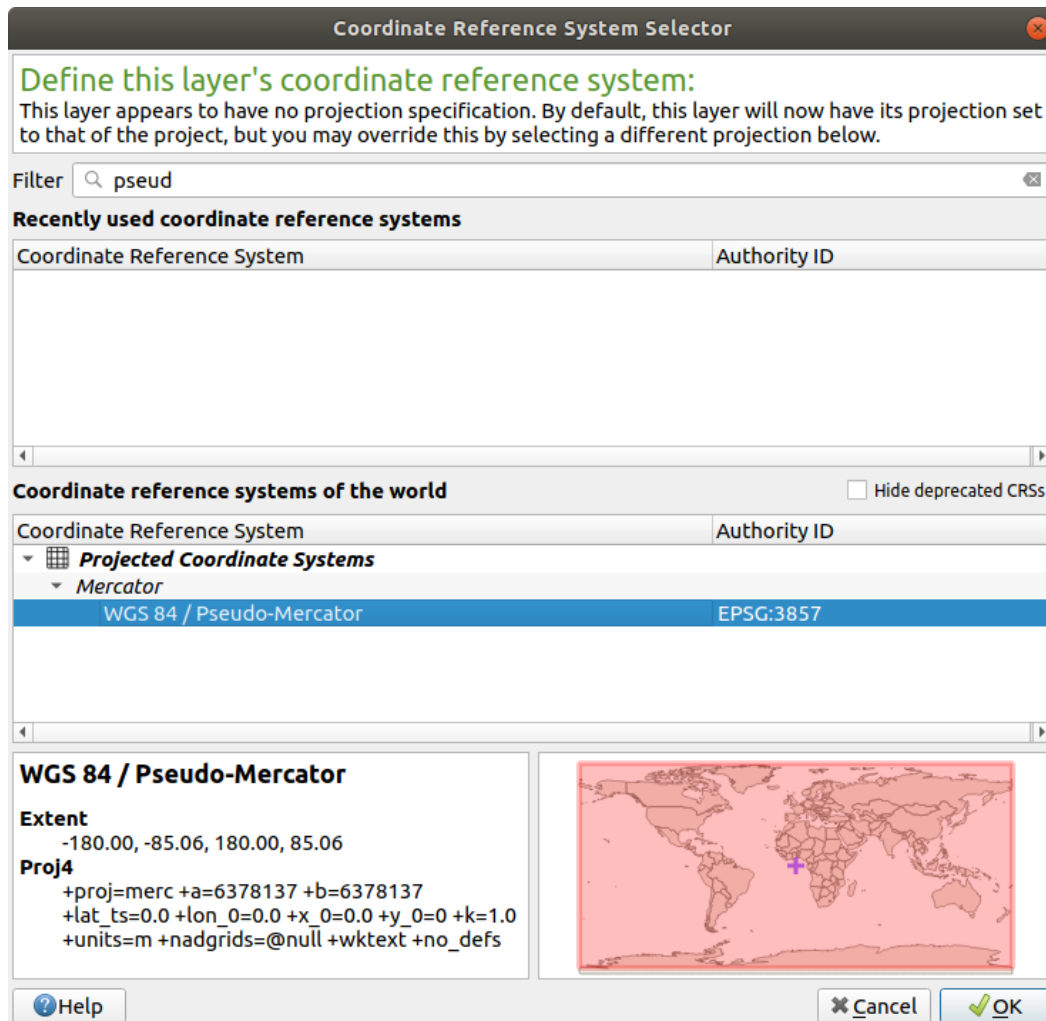 Coordinate Reference System Selector
Define this layer's coordinate reference system:
This layer appears to have no projection specification. By default, this layer will now have its projection set
to that of the project, but you may override this by selecting a different projection below.
Filter pseud
Recently used coordinate reference systems
Coordinate Reference System Authority ID
Coordinate reference systems of the world Hide deprecated CRSs
Coordinate Reference System Authority ID
Projected Coordinate Systems
Mercator
WGS 84 / Pseudo-Mercator EPSG:3857
WGS 84 / Pseudo-Mercator
Extent
-180.00, -85.06, 180.00, 85.06
Proj4
+proj=merc +a=6378137 +b=6378137
+lat_ts=0.0 +lon_0=0.0 +x_0=0.0 +y_0=0 +k=1.0
+units=m +nadgrids=@null +wktext +no_defs
Help Cancel OK